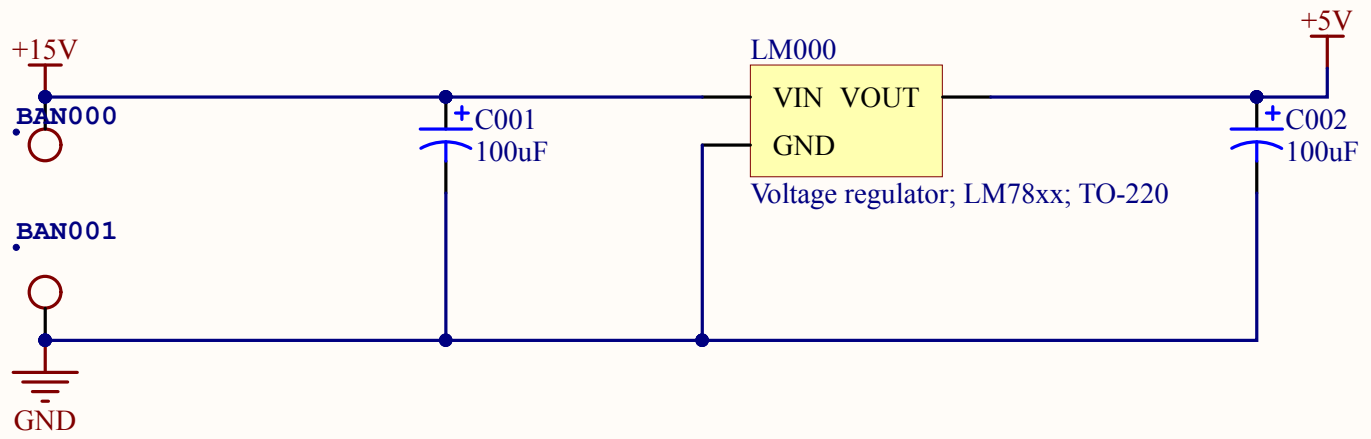 +15V
BAN000
BAN001
GND
+
C001
100uF
LM000
VIN VOUT
GND
Voltage regulator; LM78xx; TO-220
+5V
+
C002
100uF